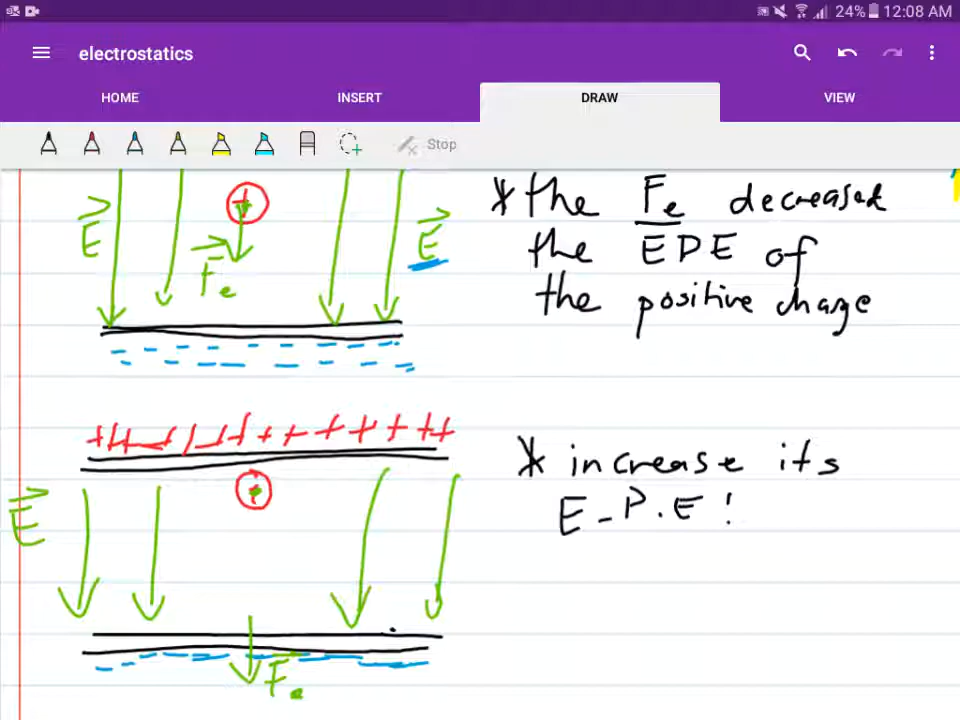 24% 12:08 AM
electrostatics
HOME INSERT DRAW VIEW
Stop
E
Fe
E
* the Fe decreased
the EPE of
the positive charge
E
Fe
* increase its
E-P.E!